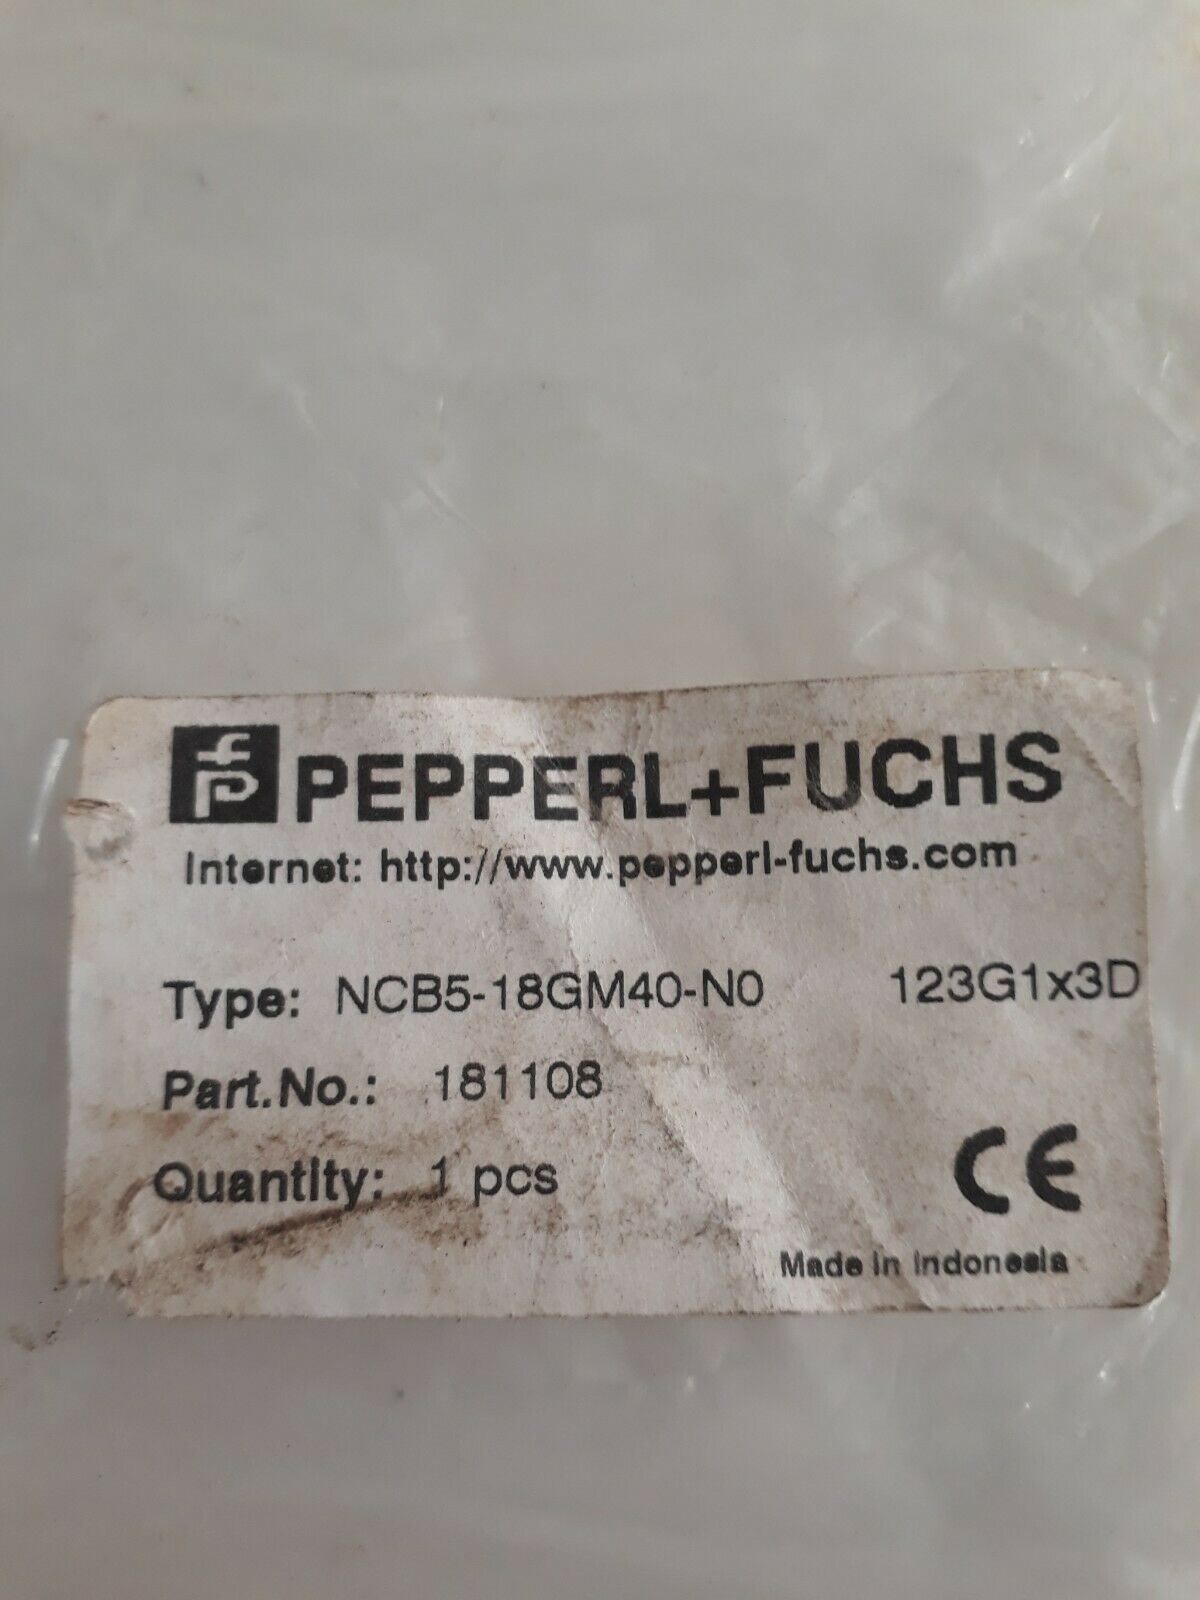 fP PEPPERL+FUCHS
Internet: http://www.pepperl-fuchs.com
Type: NCB5-18GM40-N0 123G1x3D
Part.No.: 181108
Quantity: 1 pcs
CE
Made in Indonesia